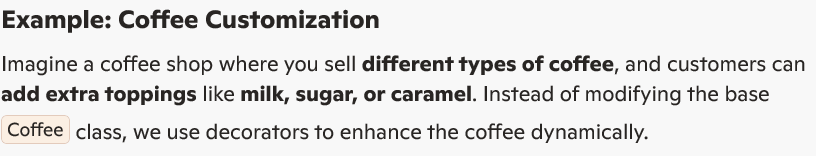 Example: Coffee Customization
Imagine a coffee shop where you sell different types of coffee, and customers can
add extra toppings like milk, sugar, or caramel. Instead of modifying the base
Coffee class, we use decorators to enhance the coffee dynamically.